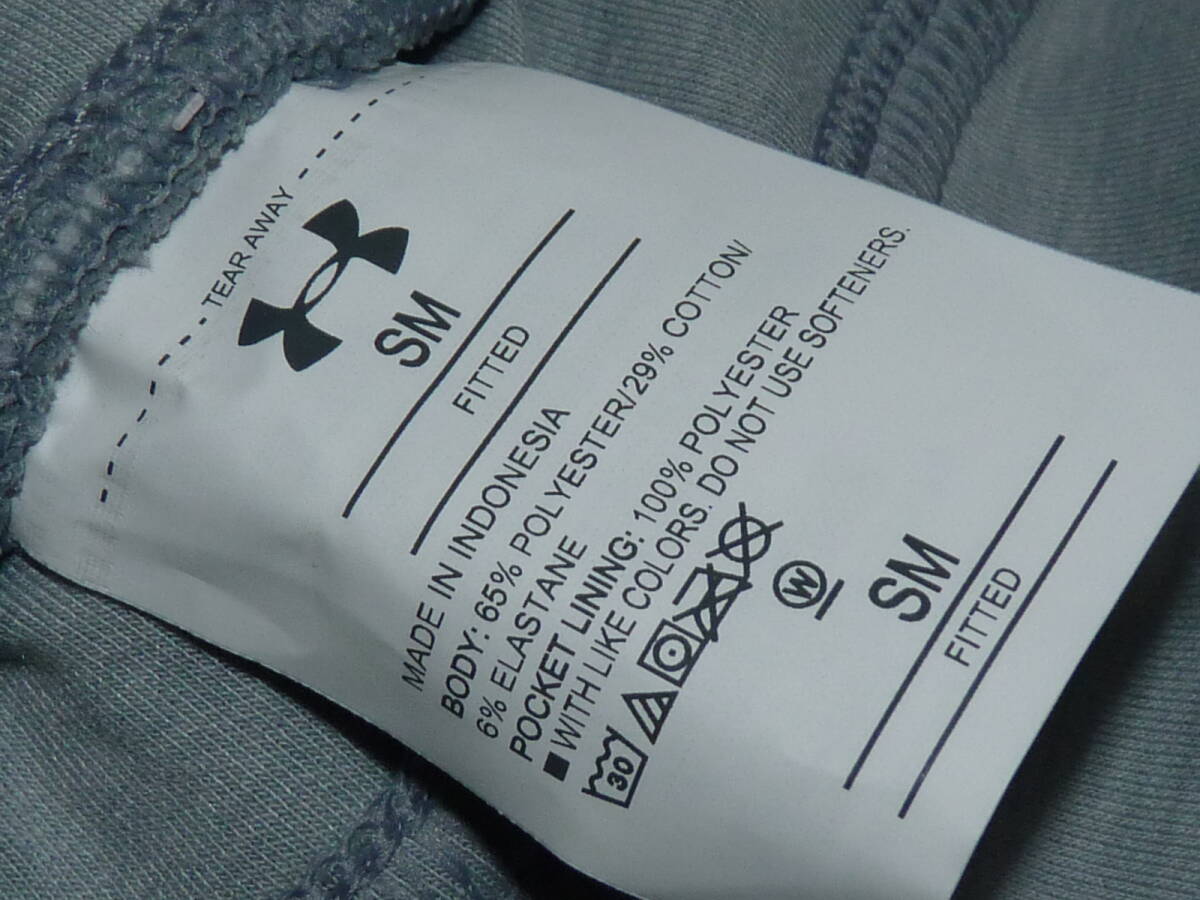 TEAR AWAY
SM
FITTED
MADE IN INDONESIA
BODY: 65% POLYESTER/29% COTTON/
6% ELASTANE
POCKET LINING: 100% POLYESTER
■ WITH LIKE COLORS. DO NOT USE SOFTENERS.
30
W
SM
FITTED